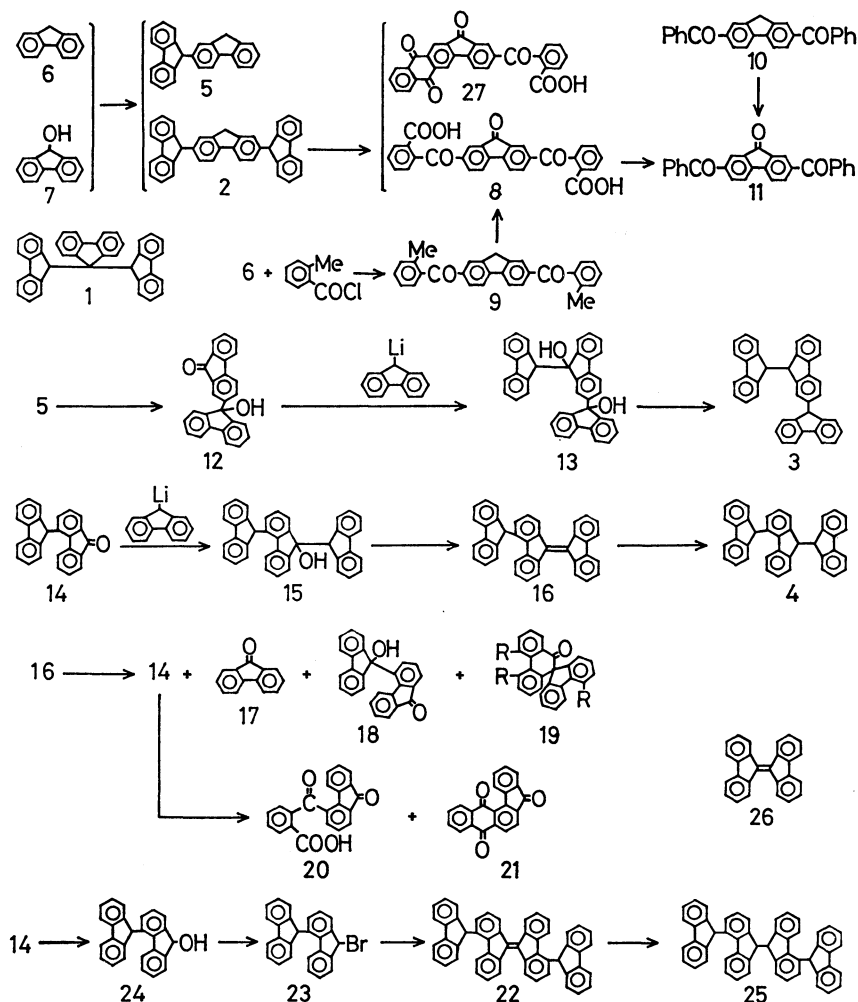 6
OH
7
5
2
O
O
O
CO
COOH
27
COOH
O
CO
CO
COOH
8
PhCO
COPh
10
O
PhCO
COPh
11
1
6 +
Me
COCl
Me
CO
CO
Me
9
5
O
OH
12
Li
HO
OH
13
3
14
O
Li
OH
15
16
4
16
14
+
O
17
+
OH
O
18
+
R
R
O
R
19
26
O
C
O
COOH
20
+
O
O
O
21
14
OH
24
Br
23
22
25